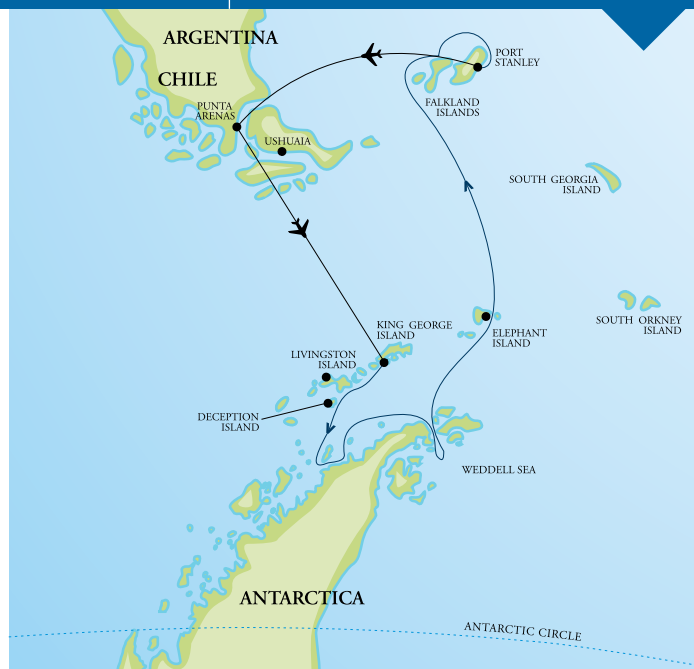 ARGENTINA
CHILE
PORT
STANLEY
PUNTA
ARENAS
FALKLAND
ISLANDS
USHUAIA
SOUTH GEORGIA
ISLAND
SOUTH ORKNEY
ISLAND
KING GEORGE
ISLAND
ELEPHANT
ISLAND
LIVINGSTON
ISLAND
DECEPTION
ISLAND
WEDDELL SEA
ANTARCTICA
ANTARCTIC CIRCLE